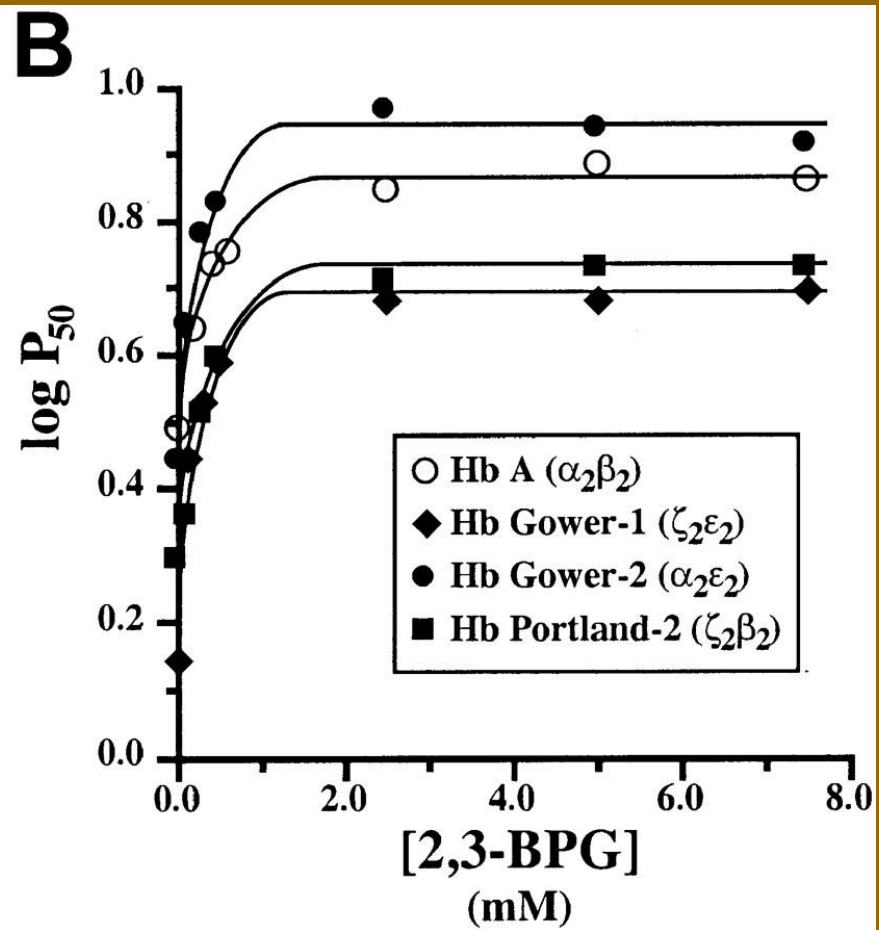 B
1.0
0.8
0.6
0.4
0.2
0.0
log P50
0.0 2.0 4.0 6.0 8.0
[2,3-BPG]
(mM)
Hb A (α2β2)
Hb Gower-1 (ζ2ε2)
Hb Gower-2 (α2ε2)
Hb Portland-2 (ζ2β2)